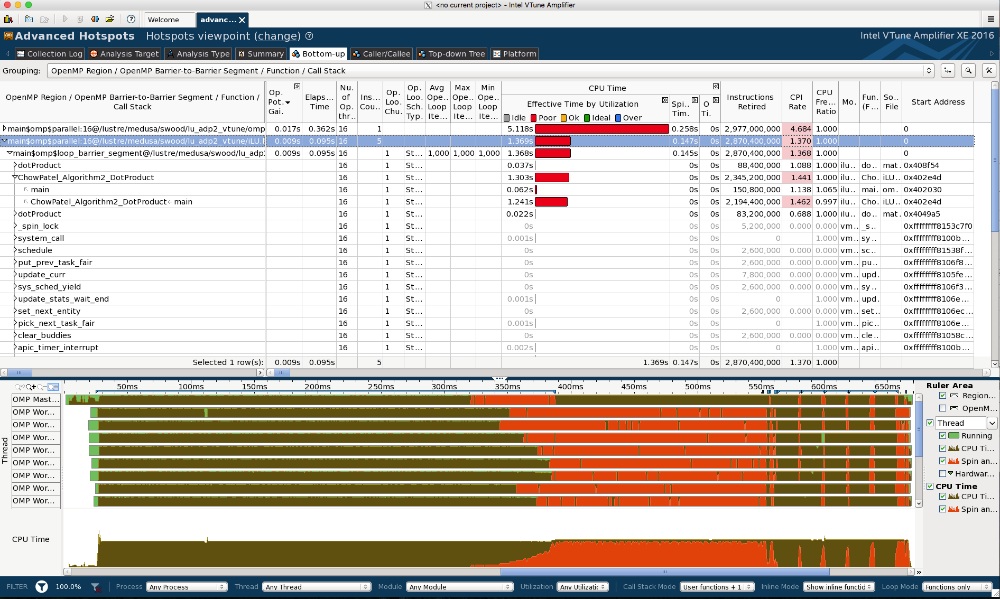 <no current project> - Intel VTune Amplifier
Welcome
advanc...
Advanced Hotspots Hotspots viewpoint (change)
Intel VTune Amplifier XE 2016
Collection Log Analysis Target Analysis Type Summary Bottom-up Caller/Callee Top-down Tree Platform
Grouping: OpenMP Region / OpenMP Barrier-to-Barrier Segment / Function / Call Stack
OpenMP Region / OpenMP Barrier-to-Barrier Segment / Function / Call Stack
Op. Pot. Gai.
Elaps... Time
Nu. of Op. thr.
Ins... Cou..
Op. Loo. Chu.
Op. Loo. Sch. Typ.
Avg Ope.. Loop Ite...
Max Ope.. Loop Ite...
Min Ope.. Loop Ite...
CPU Time
Effective Time by Utilization
Idle Poor Ok Ideal Over
Spi.. Tim.
O Ti.
Instructions Retired
CPI Rate
CPU Fre.. Ratio
Mo.
Fun. (F...
So.. File
Start Address
main$omp$parallel:16@/lustre/medusa/swood/lu_adp2_vtune/omp 0.017s 0.362s 16 1 5.118s 0.258s 0s 2,977,000,000 4.684 1.000 0
main$omp$parallel:16@/lustre/medusa/swood/lu_adp2_vtune/iLU.h 0.009s 0.095s 16 5 1.369s 0.147s 0s 2,870,400,000 1.370 1.000 0
main$omp$loop_barrier_segment@/lustre/medusa/swood/lu_adp 0.009s 0.095s 16 1 St... 1,000 1,000 1,000 1.368s 0.145s 0s 2,870,400,000 1.368 1.000 0
dotProduct 16 1 St... 0.037s 0s 0s 88,400,000 1.088 1.000 ilu.. do.. mat. 0x408f54
ChowPatel_Algorithm2_DotProduct 16 1 St... 1.303s 0s 0s 2,345,200,000 1.441 1.000 ilu.. Cho. iLU.. 0x402e4d
main 16 1 St... 0.062s 0s 0s 150,800,000 1.138 1.065 ilu.. mai.. om. 0x402030
ChowPatel_Algorithm2_DotProduct← main 16 1 St... 1.241s 0s 0s 2,194,400,000 1.462 0.997 ilu.. Cho. iLU.. 0x402e4d
dotProduct 16 1 St... 0.022s 0s 0s 83,200,000 0.688 1.000 ilu.. do.. mat. 0x4049a5
_spin_lock 16 1 St... 0s 0s 0s 5,200,000 0.000 0.000 vm.. _s.. 0xffffffff8153c7f0
system_call 16 1 St... 0.001s 0s 0s 0 1.000 vm.. sy.. 0xffffffff8100b...
schedule 16 1 St... 0s 0s 0s 2,600,000 0.000 0.000 vm.. sc.. 0xffffffff81538f...
put_prev_task_fair 16 1 St... 0s 0s 0s 2,600,000 0.000 0.000 vm.. pu.. 0xffffffff8106f8...
update_curr 16 1 St... 0s 0s 0s 7,800,000 0.000 0.000 vm.. upd. 0xffffffff8105fe...
sys_sched_yield 16 1 St... 0s 0s 0s 2,600,000 0.000 0.000 vm.. sy.. 0xffffffff8106f3...
update_stats_wait_end 16 1 St... 0.001s 0s 0s 0 1.000 vm.. upd. 0xffffffff8106e...
set_next_entity 16 1 St... 0s 0s 0s 2,600,000 0.000 0.000 vm.. set.. 0xffffffff8106ec...
pick_next_task_fair 16 1 St... 0.001s 0s 0s 0 1.000 vm.. pic.. 0xffffffff8106e...
clear_buddies 16 1 St... 0s 0s 0s 2,600,000 0.000 0.000 vm.. cle.. 0xffffffff81058c...
apic_timer_interrupt 16 1 St... 0.002s 0s 0s 0 1.000 vm.. api.. 0xffffffff8100b...
Selected 1 row(s): 0.009s 0.095s 5 1.369s 0.147s 0s 2,870,400,000 1.370 1.000
50ms 100ms 150ms 200ms 250ms 300ms 350ms 400ms 450ms 500ms 550ms 600ms 650ms
Thread
OMP Mast...
OMP Wor...
OMP Wor...
OMP Wor...
OMP Wor...
OMP Wor...
OMP Wor...
OMP Wor...
OMP Wor...
CPU Time
Ruler Area
Region...
OpenM...
Thread
Running
CPU Ti...
Spin an...
Hardwar...
CPU Time
CPU Ti...
Spin an...
FILTER 100.0% Process Any Process Thread Any Thread Module Any Module Utilization Any Utilizati Call Stack Mode User functions + 1 Inline Mode Show inline functic Loop Mode Functions only